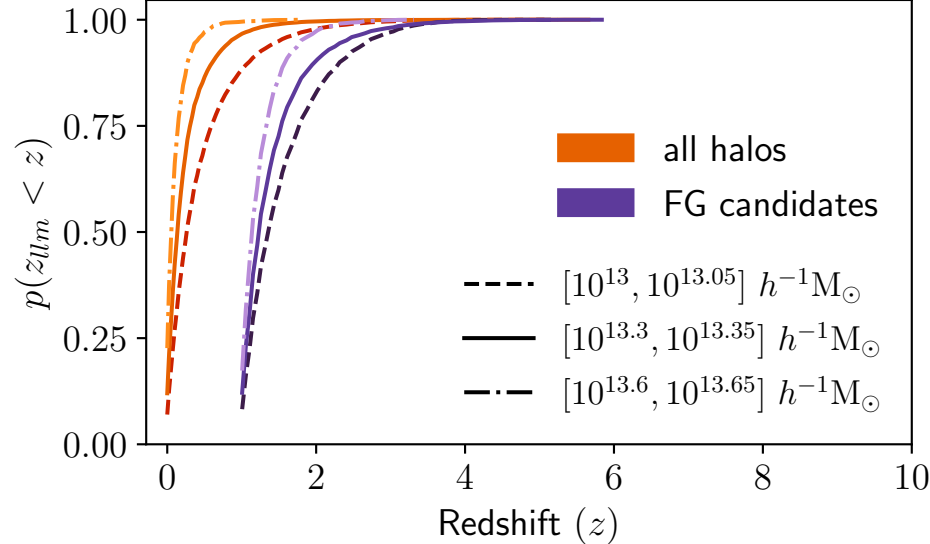 p(z_{llm} < z)
1.00
0.75
0.50
0.25
0.00
all halos
FG candidates
[10^{13}, 10^{13.05}] h^{-1}M_⊙
[10^{13.3}, 10^{13.35}] h^{-1}M_⊙
[10^{13.6}, 10^{13.65}] h^{-1}M_⊙
0 2 4 6 8 10
Redshift (z)